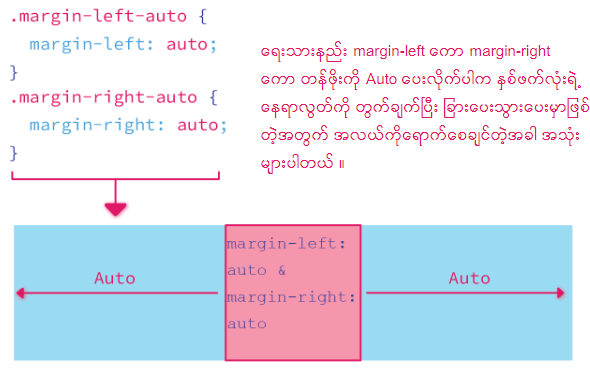 .margin-left-auto {
margin-left: auto;
}
.margin-right-auto {
margin-right: auto;
}
ရေးသားနည်း margin-left ကော margin-right
ကော တန်ဖိုးကို Auto ပေးလိုက်ပါက နှစ်ဖက်လုံးရဲ့
နေရာလွတ်ကို တွက်ချက်ပြီး ခြားပေးသွားပေးမှာဖြစ်
တဲ့အတွက် အလယ်ကိုရောက်စေချင်တဲ့အခါ အသုံး
များပါတယ် ။
Auto
margin-left:
auto &
margin-right:
auto
Auto